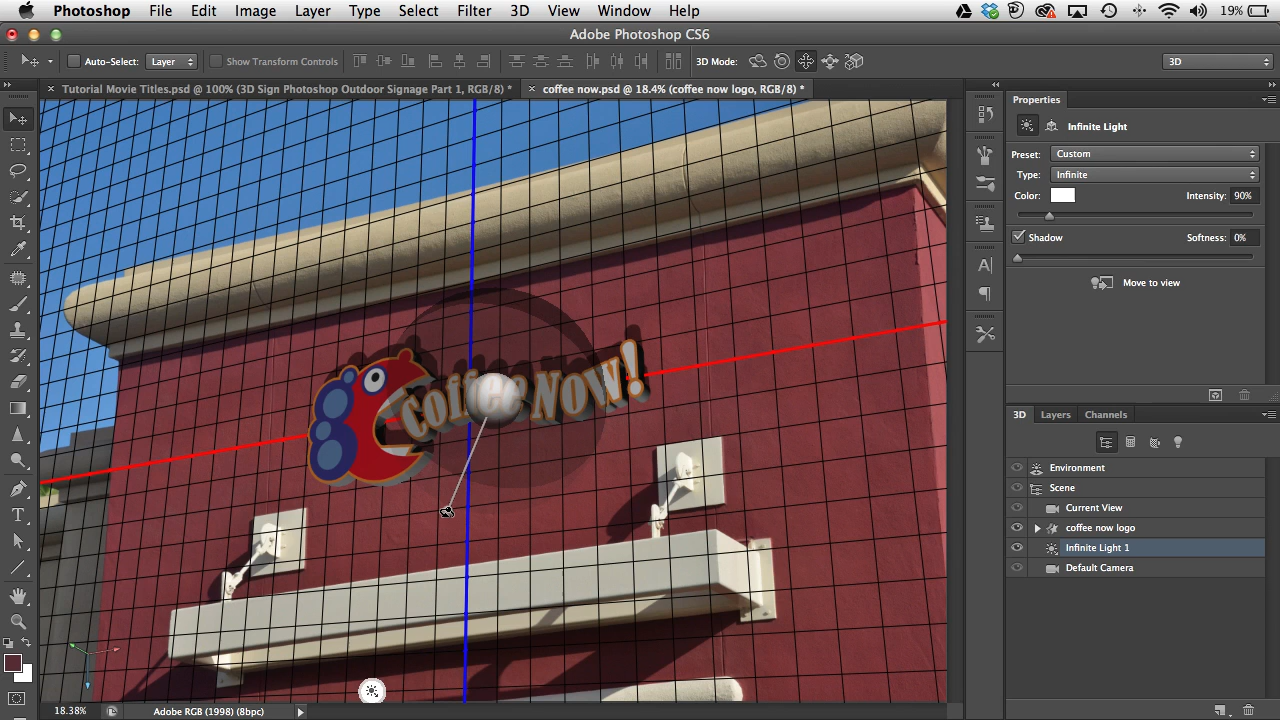 Photoshop File Edit Image Layer Type Select Filter 3D View Window Help 19%
Adobe Photoshop CS6
Auto-Select: Layer Show Transform Controls 3D Mode: 3D
Tutorial Movie Titles.psd @ 100% (3D Sign Photoshop Outdoor Signage Part 1, RGB/8) * coffee now.psd @ 18.4% (coffee now logo, RGB/8) *
Properties
Infinite Light
Preset: Custom
Type: Infinite
Color: Intensity: 90%
Shadow Softness: 0%
Move to view
Coffee Now!
3D Layers Channels
Environment
Scene
Current View
coffee now logo
Infinite Light 1
Default Camera
18.38% Adobe RGB (1998) (8bpc)